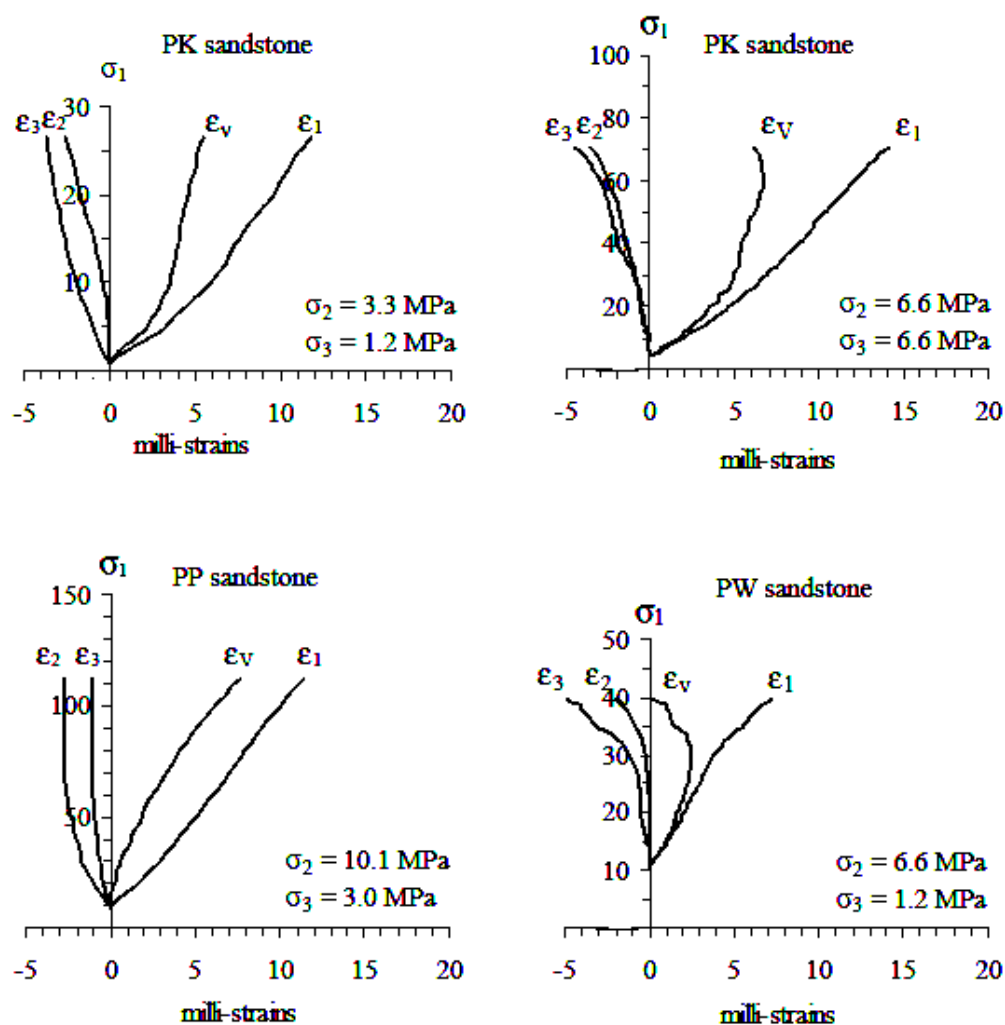 PK sandstone
σ1
30
20
10
ε3 ε2 εv ε1
σ2 = 3.3 MPa
σ3 = 1.2 MPa
-5 0 5 10 15 20
milli-strains
PK sandstone
σ1
100
80
60
40
20
ε3 ε2 εV ε1
σ2 = 6.6 MPa
σ3 = 6.6 MPa
-5 0 5 10 15 20
milli-strains
PP sandstone
σ1
150
100
50
ε2 ε3 εV ε1
σ2 = 10.1 MPa
σ3 = 3.0 MPa
-5 0 5 10 15 20
milli-strains
PW sandstone
σ1
50
40
30
20
10
ε3 ε2 εv ε1
σ2 = 6.6 MPa
σ3 = 1.2 MPa
-5 0 5 10 15 20
milli-strains